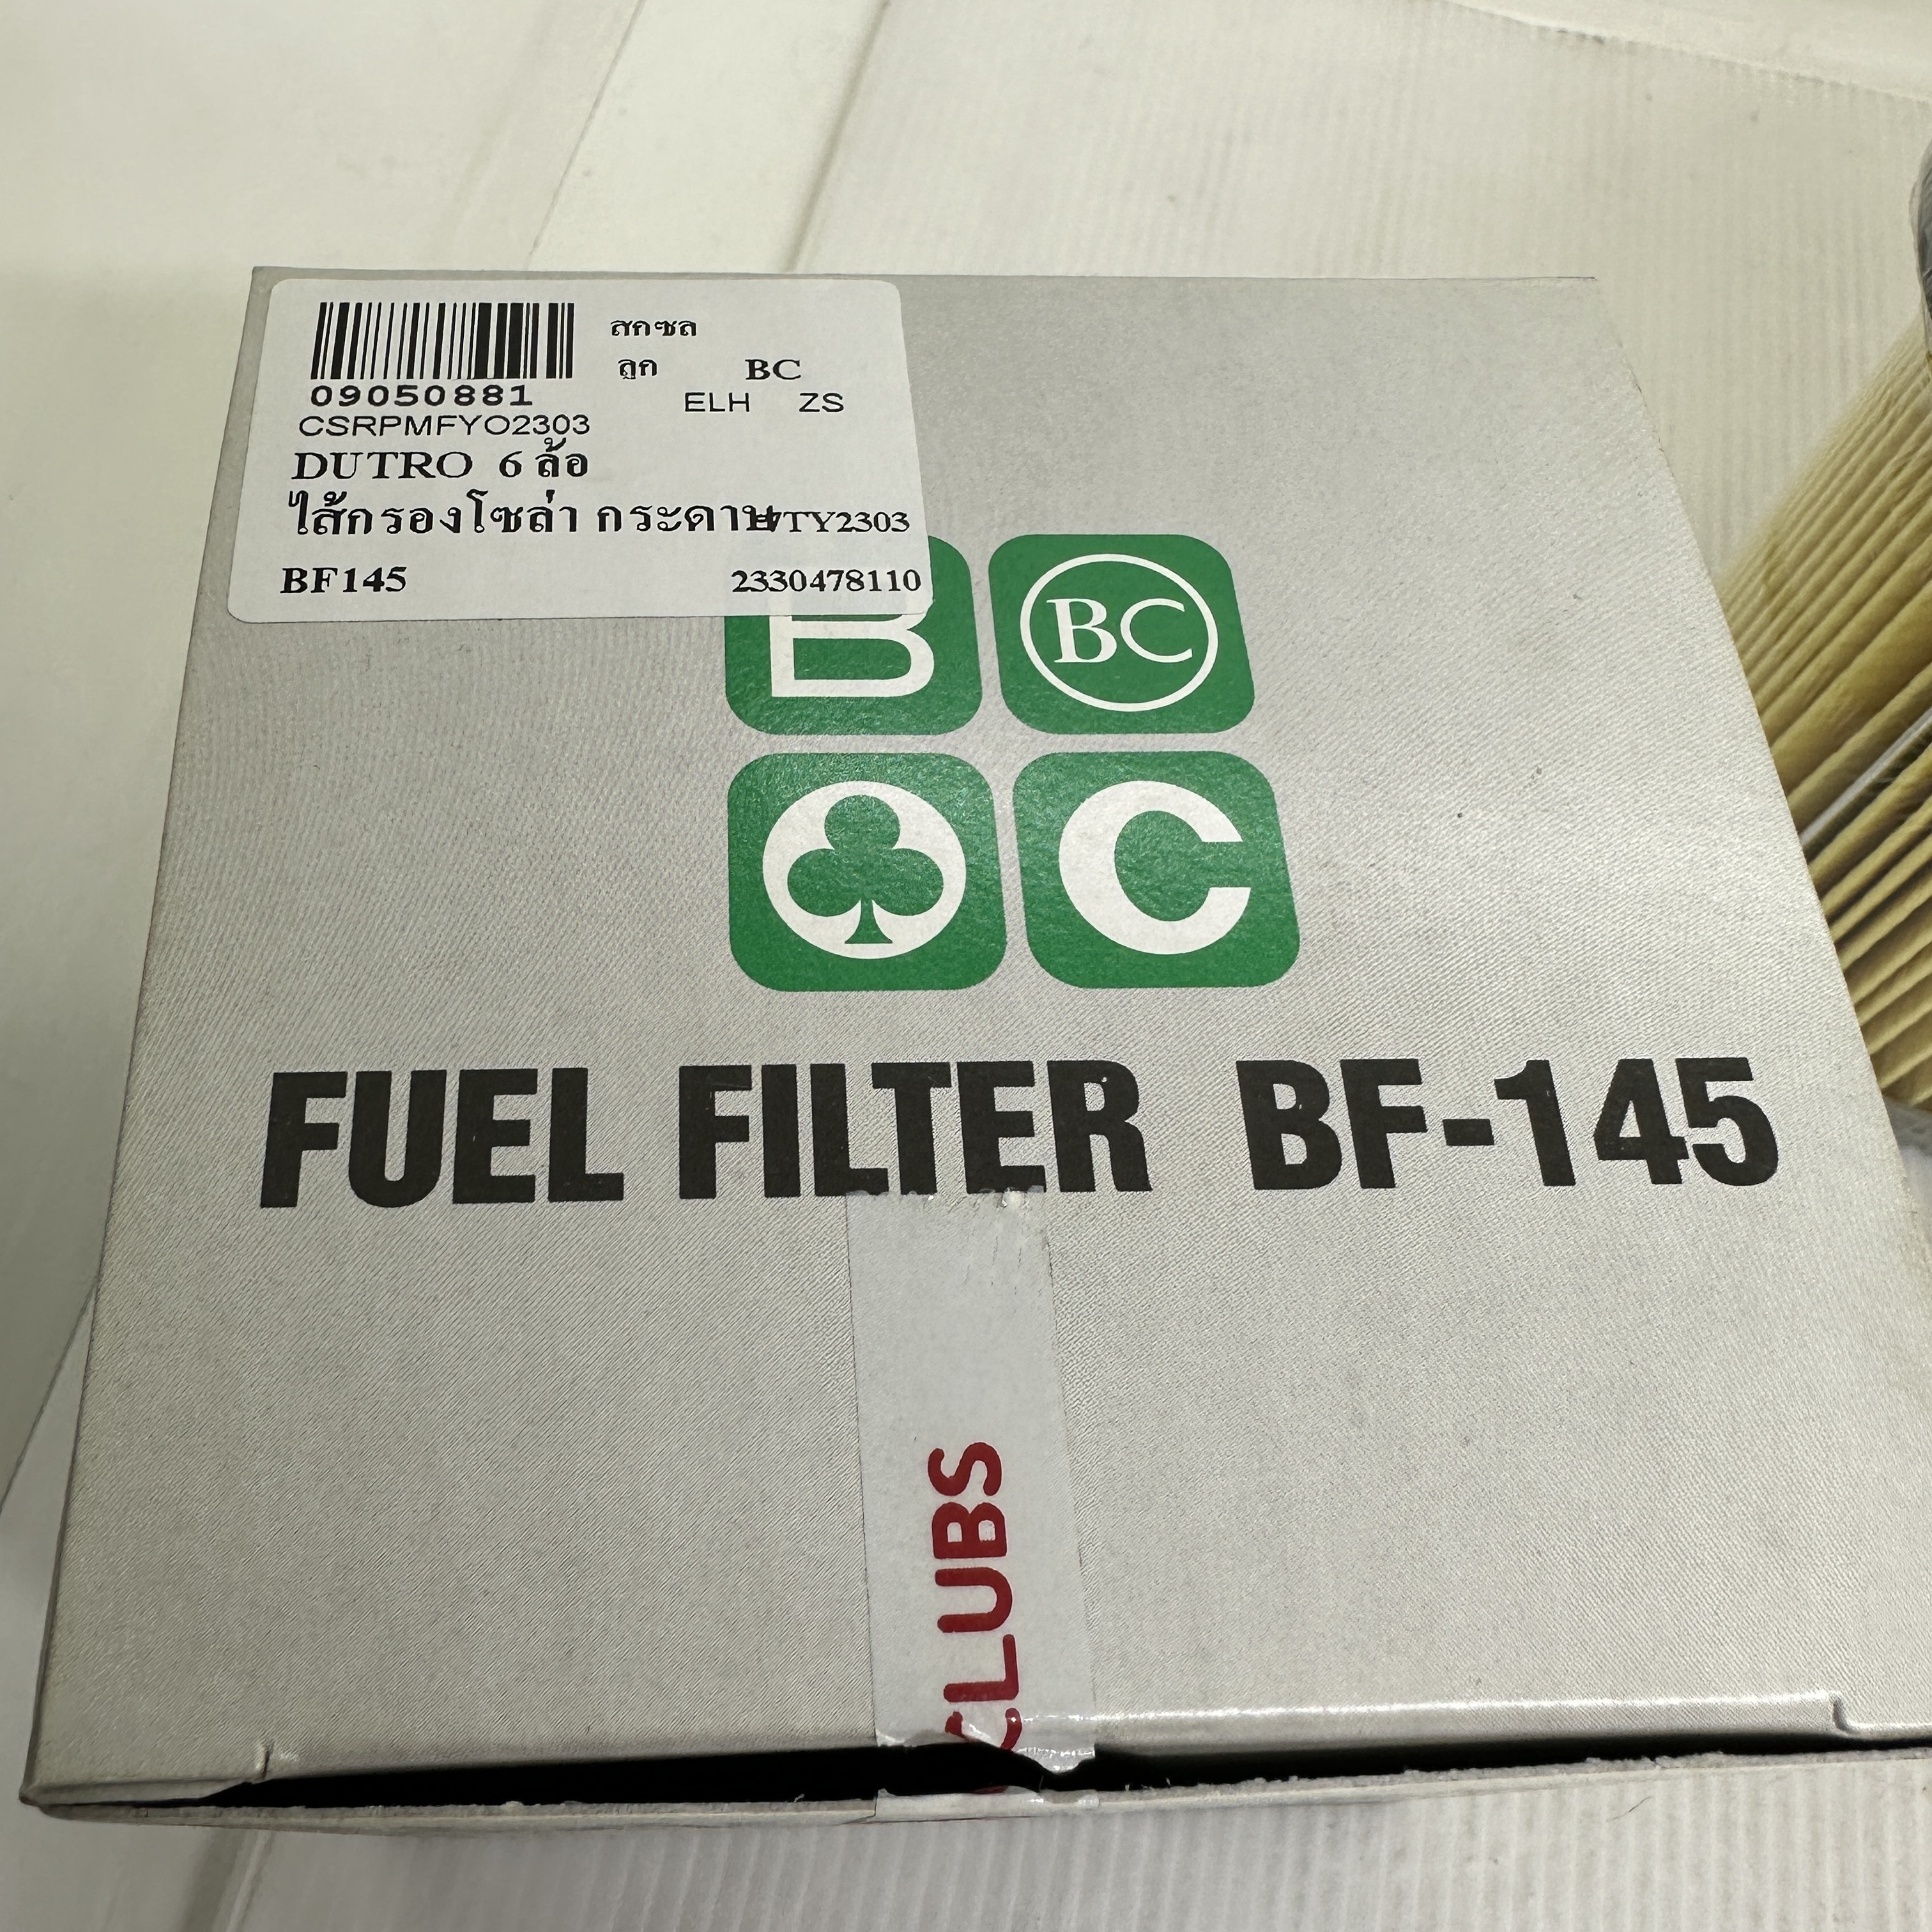 สกซล
ลูก BC
09050881 ELH ZS
CSRPMFYO2303
DUTRO 6 ล้อ
ไส้กรองโซล่า กระดาษ TY2303
BF145 2330478110
B BC
C
FUEL FILTER BF-145
CLUBS